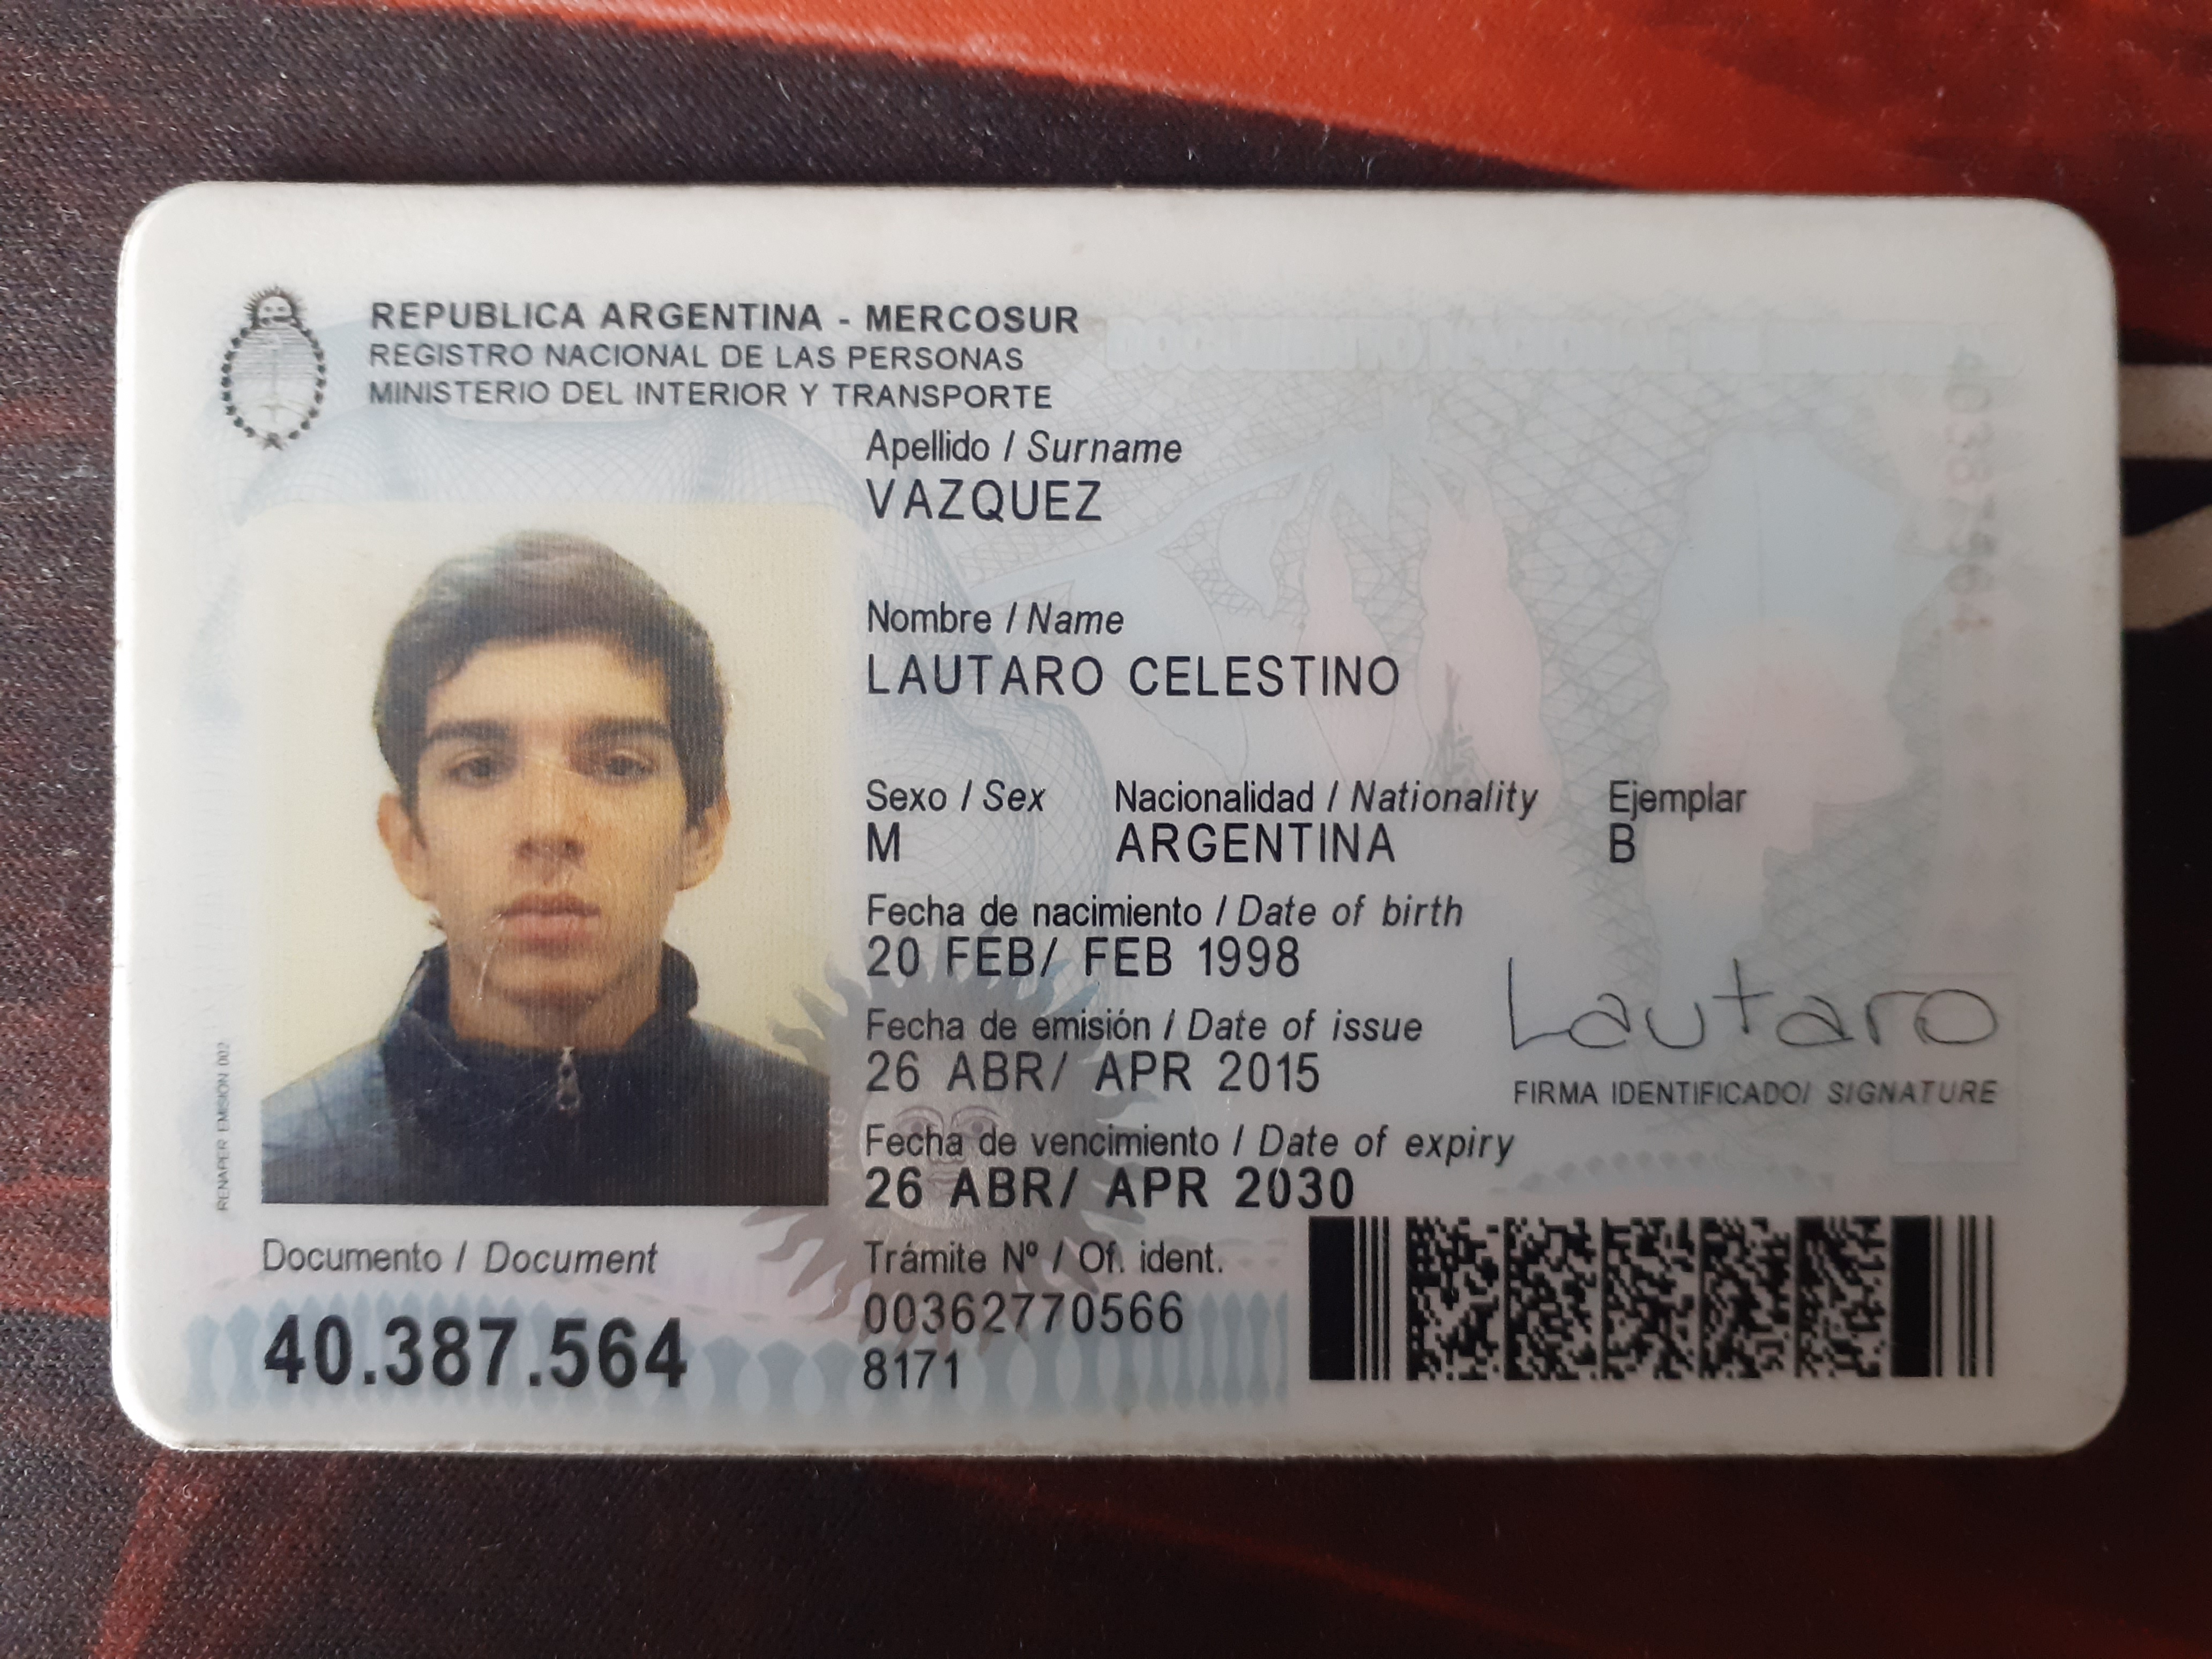 REPUBLICA ARGENTINA - MERCOSUR
REGISTRO NACIONAL DE LAS PERSONAS
MINISTERIO DEL INTERIOR Y TRANSPORTE
Apellido / Surname
VAZQUEZ
Nombre / Name
LAUTARO CELESTINO
Sexo / Sex Nacionalidad / Nationality Ejemplar
M ARGENTINA B
Fecha de nacimiento / Date of birth
20 FEB/ FEB 1998
Fecha de emisión / Date of issue
26 ABR/ APR 2015
Fecha de vencimiento / Date of expiry
26 ABR/ APR 2030
Lautaro
FIRMA IDENTIFICADO/ SIGNATURE
RENAPER EMISION 002
ARG
Documento / Document
40.387.564
Trámite Nº / Of. ident.
00362770566
8171